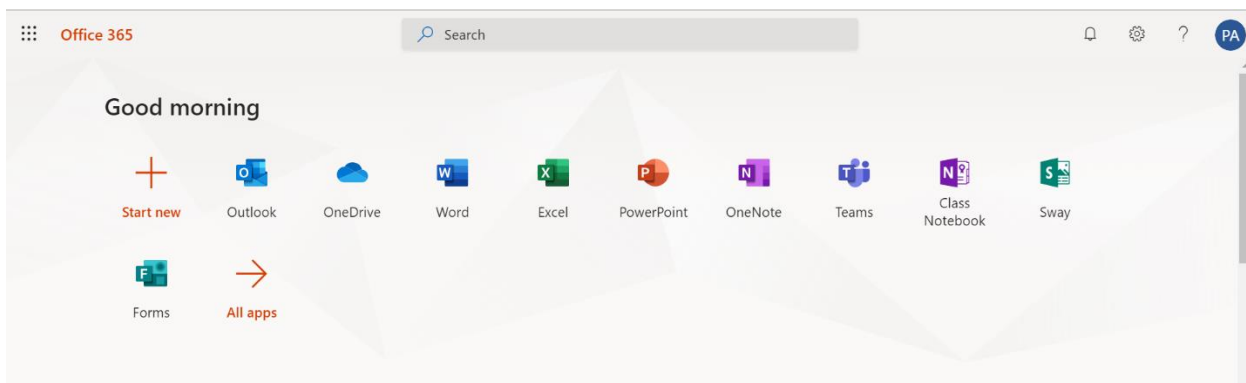 Office 365
Search
PA
Good morning
Start new
Outlook
OneDrive
Word
Excel
PowerPoint
OneNote
Teams
Class
Notebook
Sway
Forms
All apps